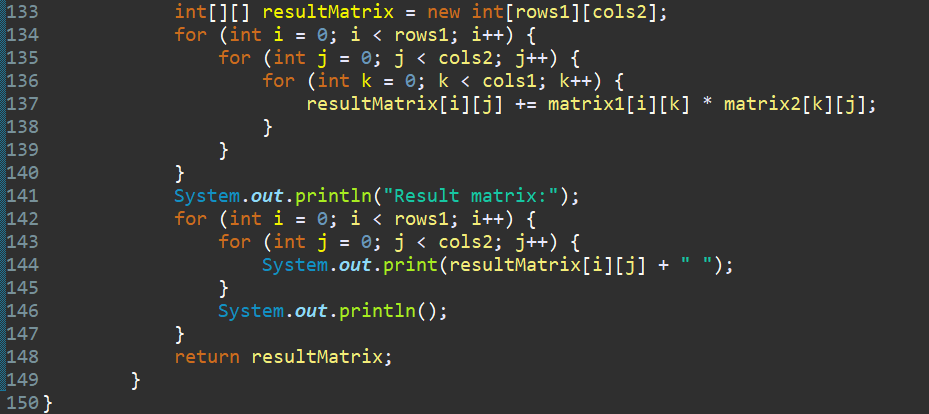 133            int[][] resultMatrix = new int[rows1][cols2];
134            for (int i = 0; i < rows1; i++) {
135                for (int j = 0; j < cols2; j++) {
136                    for (int k = 0; k < cols1; k++) {
137                        resultMatrix[i][j] += matrix1[i][k] * matrix2[k][j];
138                    }
139                }
140            }
141            System.out.println("Result matrix:");
142            for (int i = 0; i < rows1; i++) {
143                for (int j = 0; j < cols2; j++) {
144                    System.out.print(resultMatrix[i][j] + " ");
145                }
146                System.out.println();
147            }
148            return resultMatrix;
149        }
150}